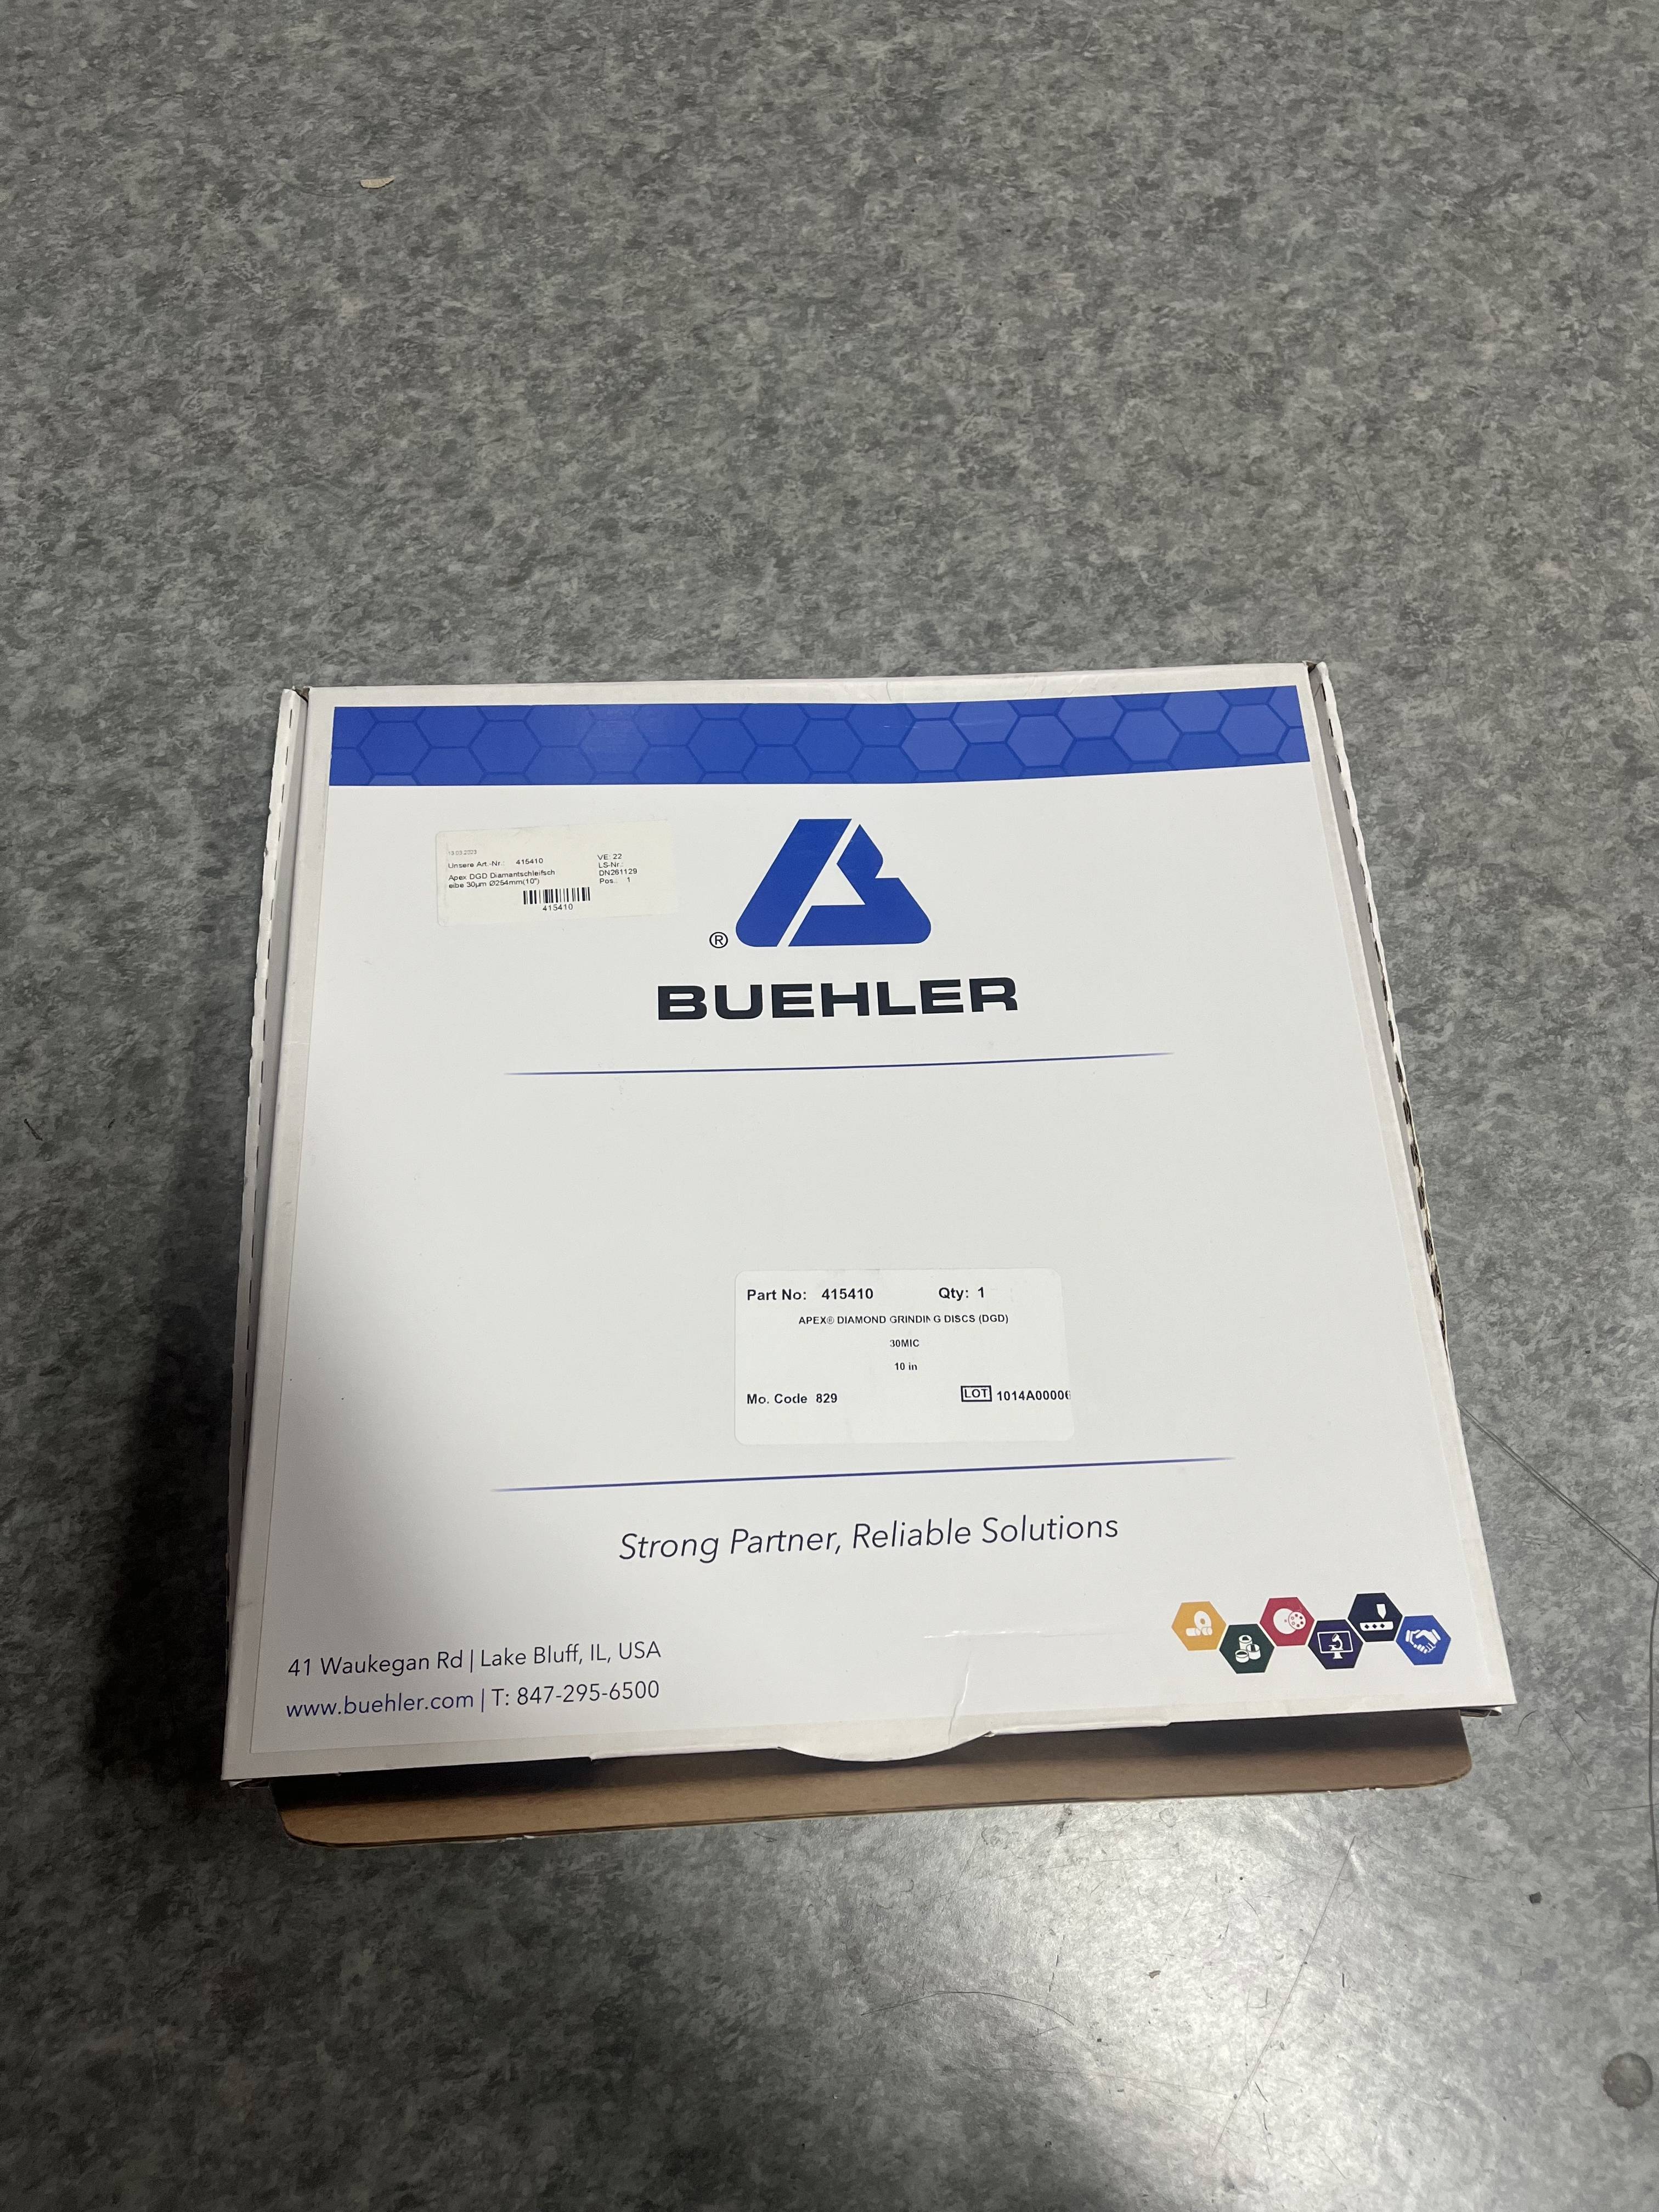 13.03.2023
Unsere Art.-Nr.: 415410
Apex DGD Diamantschleifsch
eibe 30µm Ø254mm(10")
415410
VE: 22
LS-Nr.:
DN261129
Pos.: 1
®
BUEHLER
Part No: 415410 Qty: 1
APEX® DIAMOND GRINDING DISCS (DGD)
30MIC
10 in
Mo. Code 829 LOT 1014A00006
Strong Partner, Reliable Solutions
41 Waukegan Rd | Lake Bluff, IL, USA
www.buehler.com | T: 847-295-6500